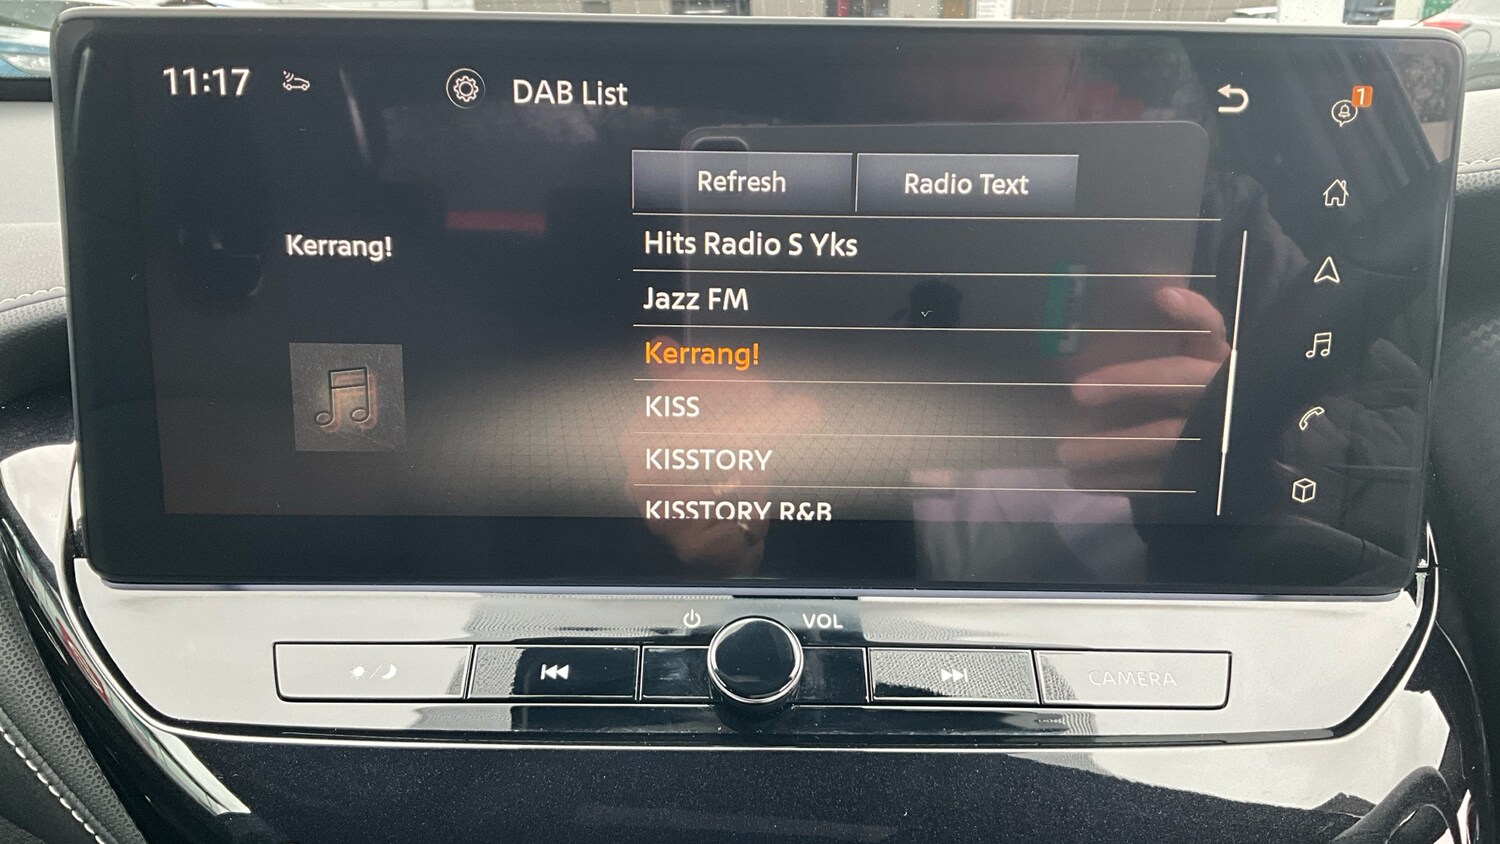 11:17
DAB List
1
Refresh
Radio Text
Kerrang!
Hits Radio S Yks
Jazz FM
Kerrang!
KISS
KISSTORY
KISSTORY R&B
VOL
CAMERA